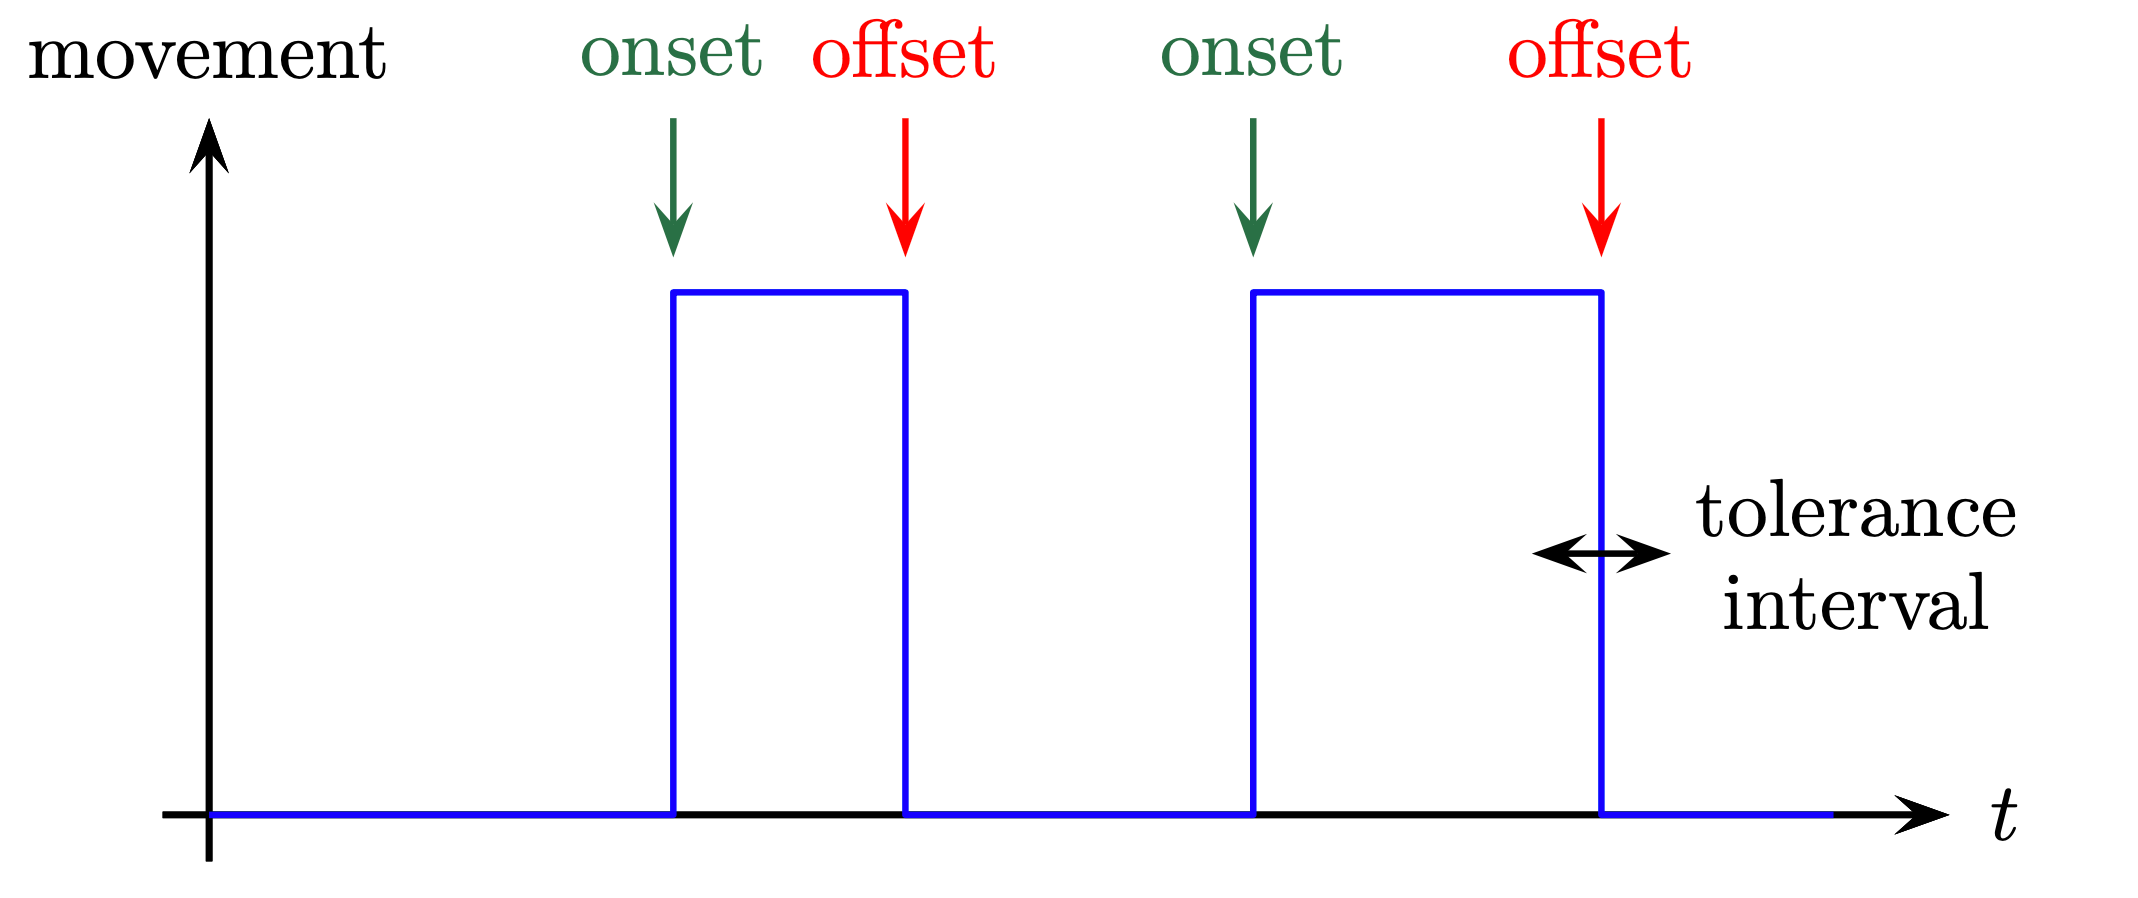 movement
onset
offset
onset
offset
tolerance
interval
t